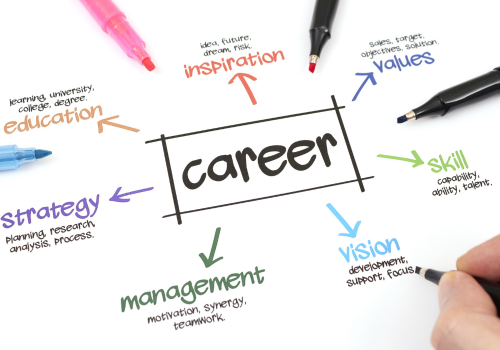 idea, future,
dream, risk.
inspiration
sales, target,
objectives, solution.
values
learning, university,
college, degree.
education
career
skill
capability,
ability, talent.
strategy
planning, research,
analysis, process.
vision
development,
support, focus
management
motivation, synergy,
teamwork.